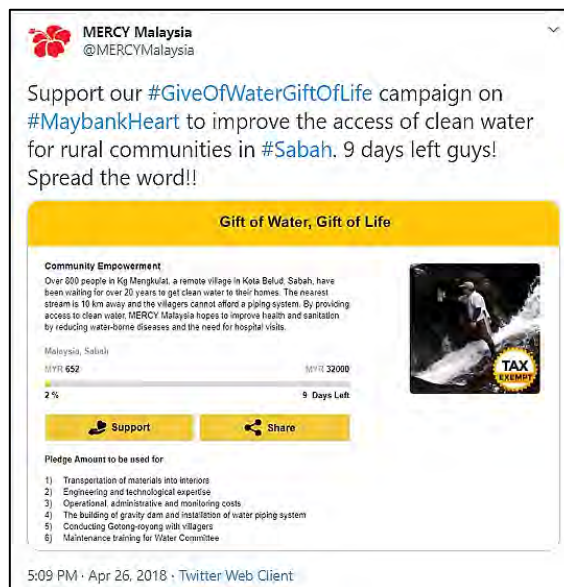 MERCY Malaysia
@MERCYMalaysia
Support our #GiveOfWaterGiftOfLife campaign on
#MaybankHeart to improve the access of clean water
for rural communities in #Sabah. 9 days left guys!
Spread the word!!
Gift of Water, Gift of Life
Community Empowerment
Over 800 people in Kg Mengkulat, a remote village in Kota Belud, Sabah, have
been waiting for over 20 years to get clean water to their homes. The nearest
stream is 10 km away and the villagers cannot afford a piping system. By providing
access to clean water, MERCY Malaysia hopes to improve health and sanitation
by reducing water-borne diseases and the need for hospital visits.
Malaysia, Sabah
MYR 652
MYR 32000
2 %
9 Days Left
Support
Share
TAX
EXEMPT
Pledge Amount to be used for
1) Transportation of materials into interiors
2) Engineering and technological expertise
3) Operational, administrative and monitoring costs
4) The building of gravity dam and installation of water piping system
5) Conducting Gotong-royong with villagers
6) Maintenance training for Water Committee
5:09 PM · Apr 26, 2018 · Twitter Web Client